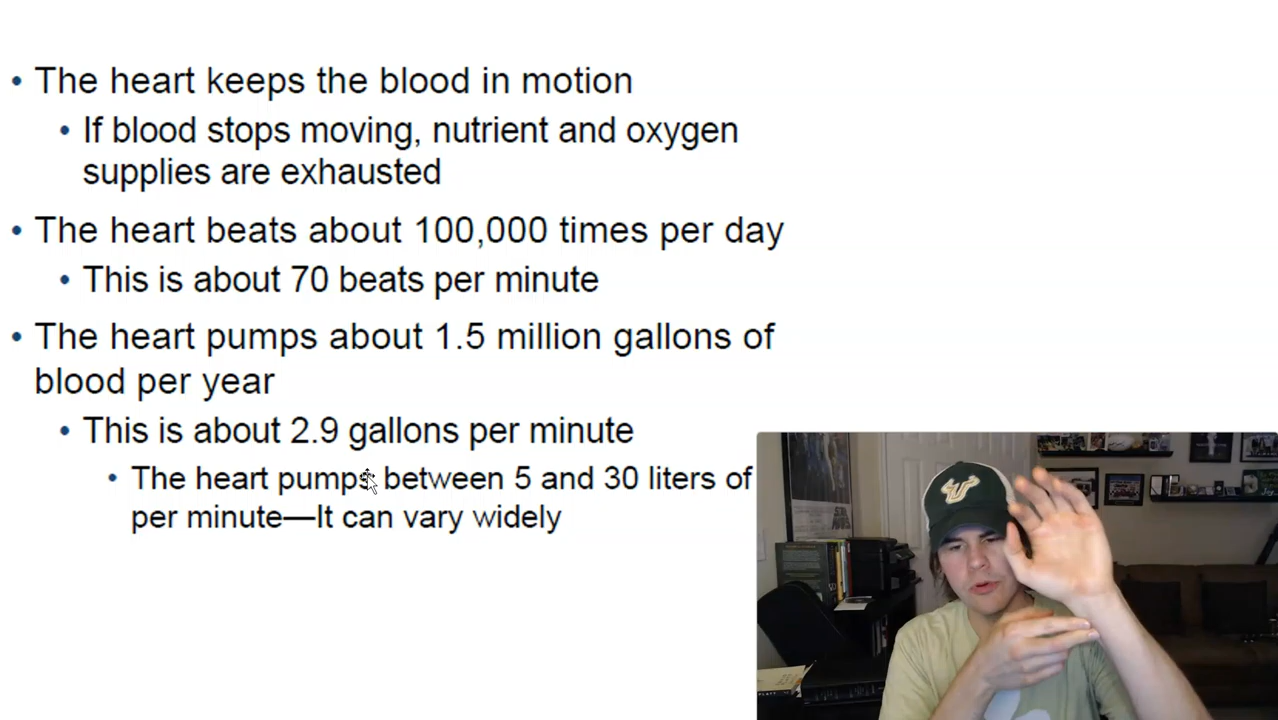 • The heart keeps the blood in motion
• If blood stops moving, nutrient and oxygen
supplies are exhausted
• The heart beats about 100,000 times per day
• This is about 70 beats per minute
• The heart pumps about 1.5 million gallons of
blood per year
• This is about 2.9 gallons per minute
• The heart pumps between 5 and 30 liters of
per minute—It can vary widely